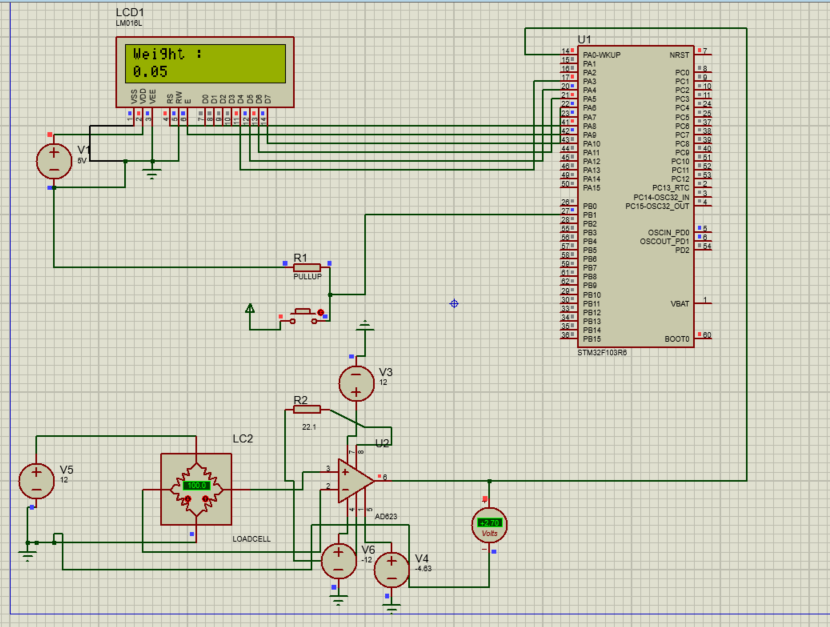 LCD1
LM016L
Weight :
0.05
VSS
VDD
VEE
RS
RW
E
D0
D1
D2
D3
D4
D5
D6
D7
V1
5V
U1
PA0-WKUP
PA1
PA2
PA3
PA4
PA5
PA6
PA7
PA8
PA9
PA10
PA11
PA12
PA13
PA14
PA15
PB0
PB1
PB2
PB3
PB4
PB5
PB6
PB7
PB8
PB9
PB10
PB11
PB12
PB13
PB14
PB15
NRST
PC0
PC1
PC2
PC3
PC4
PC5
PC6
PC7
PC8
PC9
PC10
PC11
PC12
PC13_RTC
PC14-OSC32_IN
PC15-OSC32_OUT
OSCIN_PD0
OSCOUT_PD1
PD2
VBAT
BOOT0
7
1
60
STM32F103R6
R1
PULLUP
V3
12
R2
22.1
U2
3
2
6
AD623
LC2
100.0
LOADCELL
V5
12
V6
-12
V4
-4.63
Volts